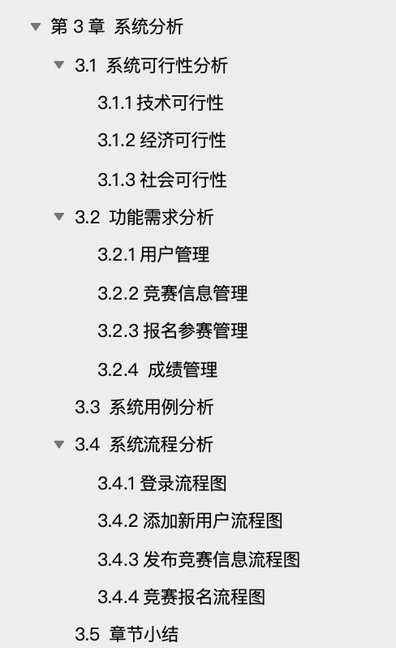 第 3 章 系统分析
3.1 系统可行性分析
3.1.1 技术可行性
3.1.2 经济可行性
3.1.3 社会可行性
3.2 功能需求分析
3.2.1 用户管理
3.2.2 竞赛信息管理
3.2.3 报名参赛管理
3.2.4 成绩管理
3.3 系统用例分析
3.4 系统流程分析
3.4.1 登录流程图
3.4.2 添加新用户流程图
3.4.3 发布竞赛信息流程图
3.4.4 竞赛报名流程图
3.5 章节小结